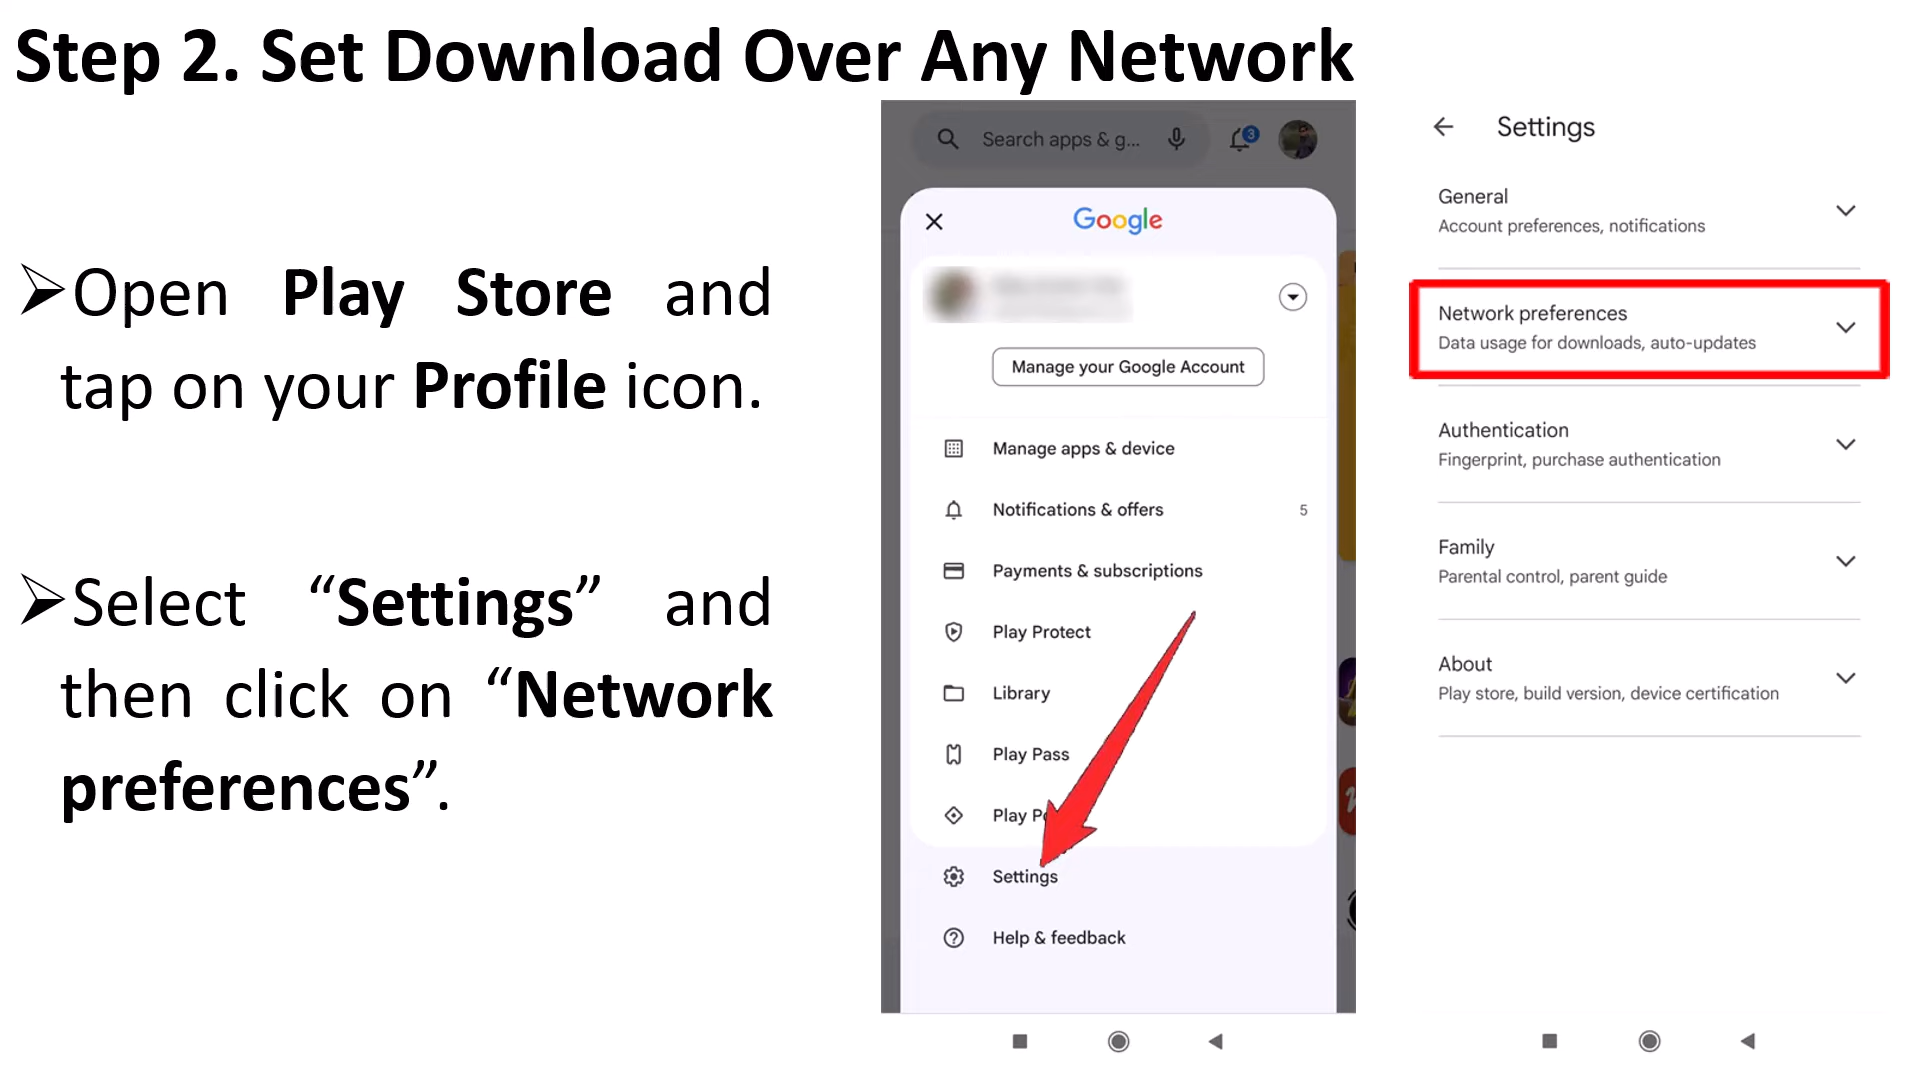 Step 2. Set Download Over Any Network
➢Open Play Store and
tap on your Profile icon.
➢Select “Settings” and
then click on “Network
preferences”.
Search apps & g...
3
Google
Manage your Google Account
Manage apps & device
Notifications & offers 5
Payments & subscriptions
Play Protect
Library
Play Pass
Play
Settings
Help & feedback
Settings
General
Account preferences, notifications
Network preferences
Data usage for downloads, auto-updates
Authentication
Fingerprint, purchase authentication
Family
Parental control, parent guide
About
Play store, build version, device certification